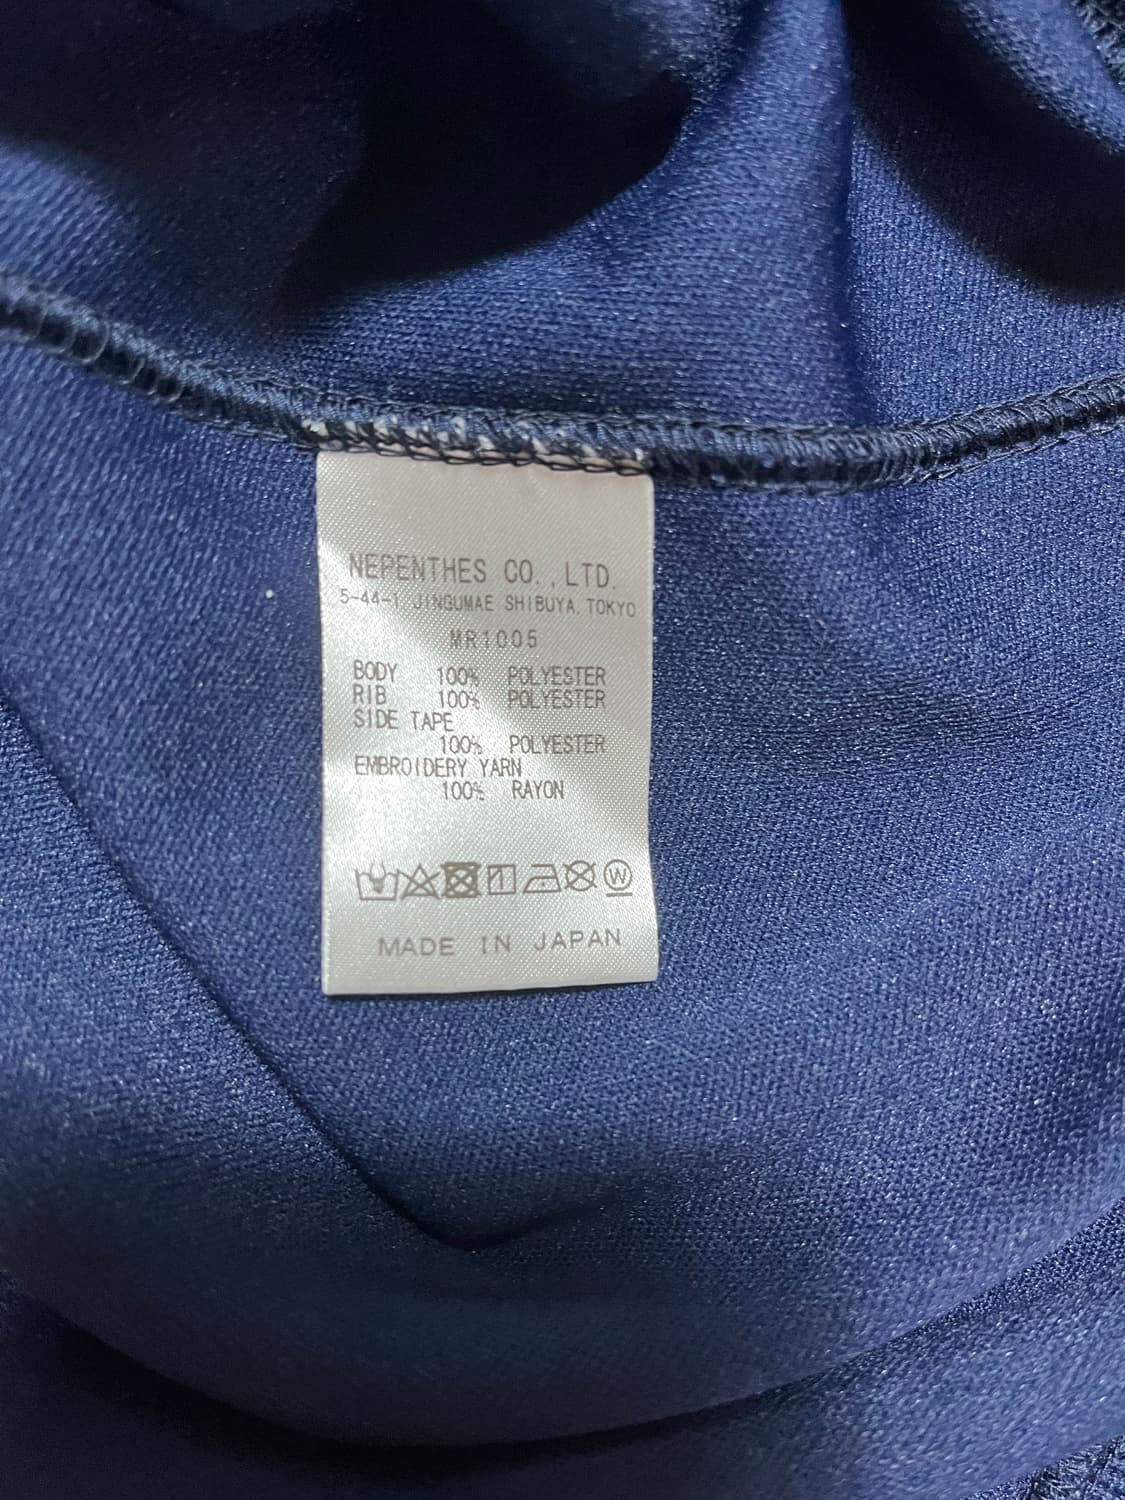 NEPENTHES CO.,LTD.
5-44-1 JINGUMAE SHIBUYA.TOKYO
MR1005
BODY 100% POLYESTER
RIB 100% POLYESTER
SIDE TAPE
100% POLYESTER
EMBROIDERY YARN
100% RAYON
W
MADE IN JAPAN